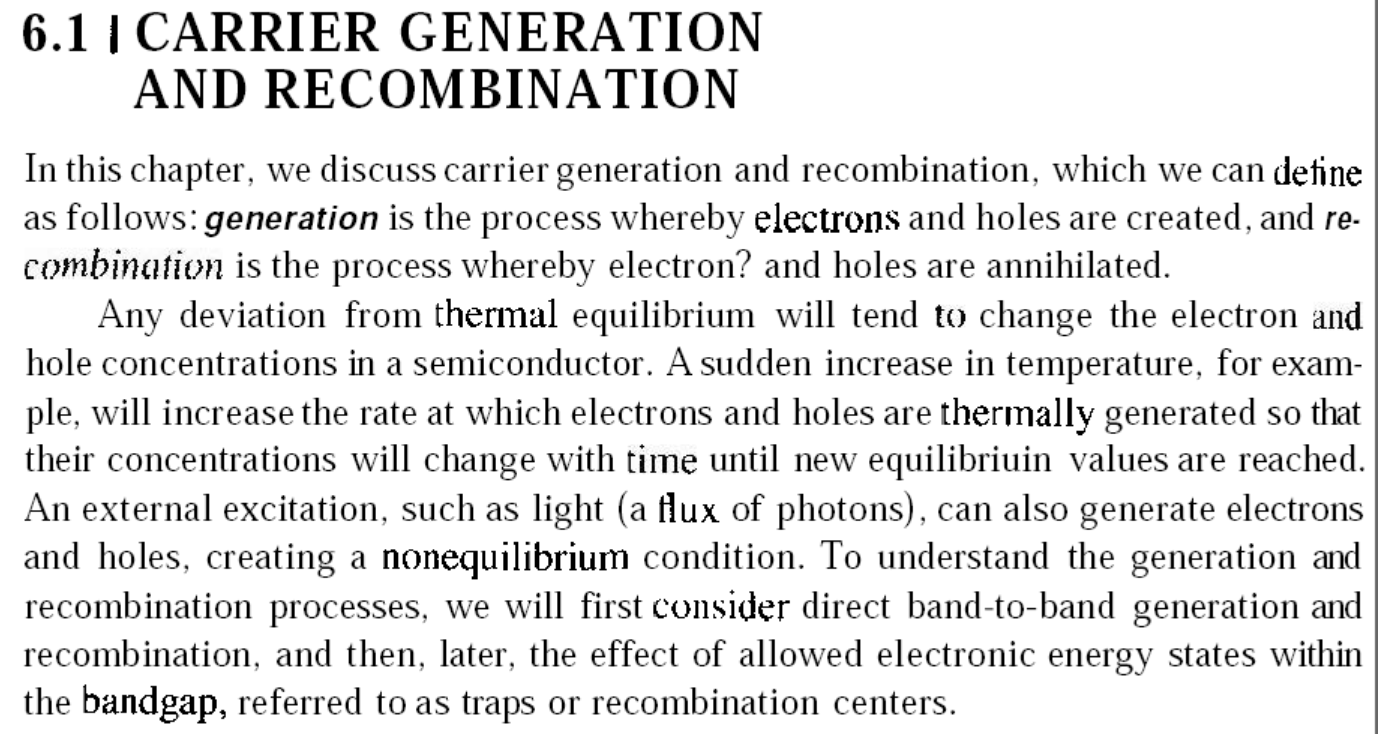 6.1 | CARRIER GENERATION
AND RECOMBINATION
In this chapter, we discuss carrier generation and recombination, which we can define
as follows: generation is the process whereby electrons and holes are created, and re-
combination is the process whereby electron? and holes are annihilated.
Any deviation from thermal equilibrium will tend to change the electron and
hole concentrations in a semiconductor. A sudden increase in temperature, for exam-
ple, will increase the rate at which electrons and holes are thermally generated so that
their concentrations will change with time until new equilibriuin values are reached.
An external excitation, such as light (a flux of photons), can also generate electrons
and holes, creating a nonequilibrium condition. To understand the generation and
recombination processes, we will first consider direct band-to-band generation and
recombination, and then, later, the effect of allowed electronic energy states within
the bandgap, referred to as traps or recombination centers.